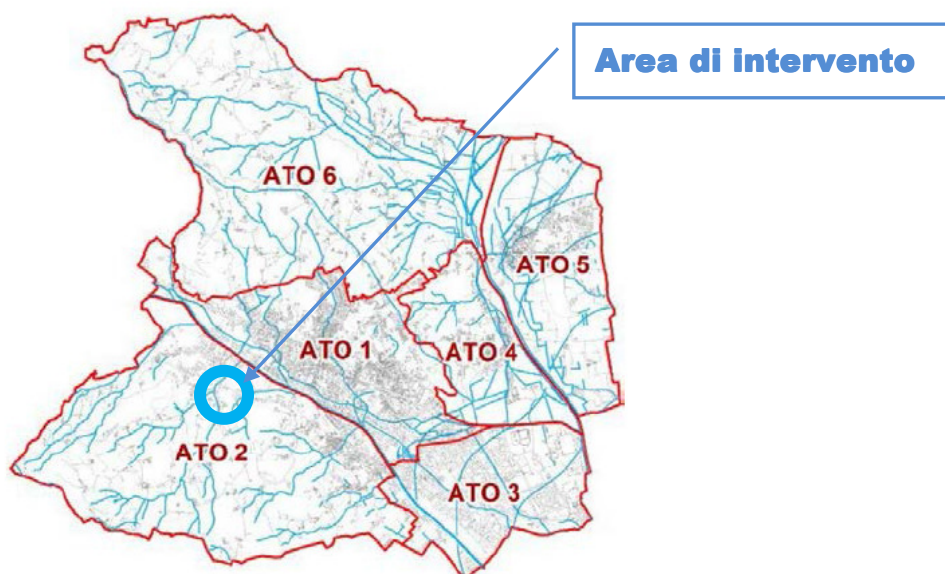 Area di intervento
ATO 6
ATO 5
ATO 1
ATO 4
ATO 2
ATO 3